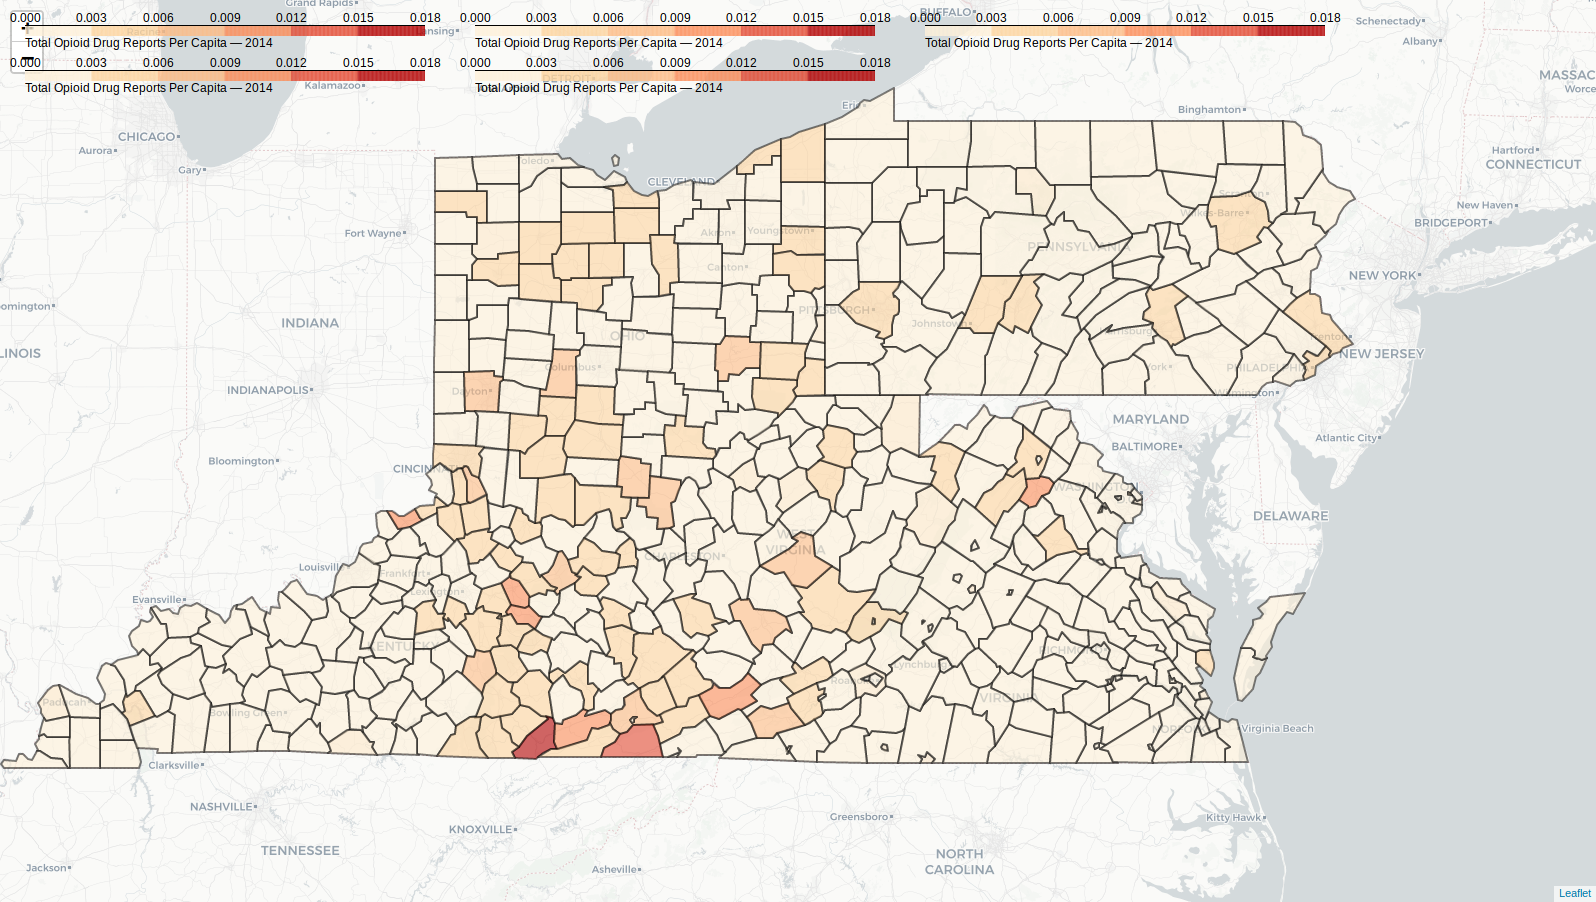 Grand Rapids
BUFFALO
0.000 0.003 0.006 0.009 0.012 0.015 0.018
Total Opioid Drug Reports Per Capita — 2014
0.000 0.003 0.006 0.009 0.012 0.015 0.018
Total Opioid Drug Reports Per Capita — 2014
0.000 0.003 0.006 0.009 0.012 0.015 0.018
Total Opioid Drug Reports Per Capita — 2014
0.000 0.003 0.006 0.009 0.012 0.015 0.018
Total Opioid Drug Reports Per Capita — 2014
0.000 0.003 0.006 0.009 0.012 0.015 0.018
Total Opioid Drug Reports Per Capita — 2014
Schenectady
nsing
Albany
DETROIT
MASSAC
Kalamazoo
Worce
Erie
Binghamton
CHICAGO
Aurora
Hartford
Toledo
CONNECTICUT
Gary
CLEVELAND
Scranton
New Haven
Wilkes-Barre
BRIDGEPORT
Fort Wayne
Akron
Youngstown
PENNSYLVANIA
Canton
NEW YORK
omington
PITTSBURGH
INDIANA
Johnstown
Harrisburg
OHIO
Trenton
LINOIS
NEW JERSEY
Columbus
York
PHILADELPHIA
INDIANAPOLIS
Dayton
Wilmington
MARYLAND
BALTIMORE
Atlantic City
Bloomington
CINCINNATI
WASHINGTON
DELAWARE
WEST
VIRGINIA
CHARLESTON
Louisvill
Frankfort
Lexington
Evansville
KENTUCKY
RICHMOND
Lynchburg
Roanoke
VIRGINIA
Paducah
Bowling Green
NORFOLK
Virginia Beach
Clarksville
NASHVILLE
Greensboro
Kitty Hawk
KNOXVILLE
TENNESSEE
NORTH
CAROLINA
Jackson
Asheville
Leaflet